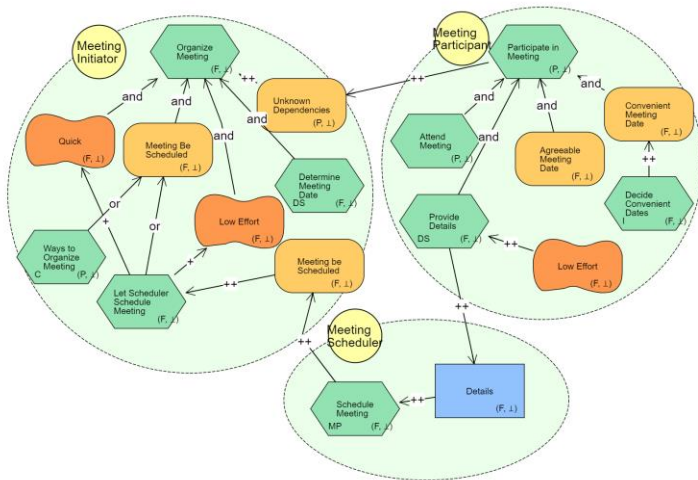 Meeting
Initiator
Organize
Meeting
(F, ⊥)
++
Unknown
Dependencies
(P, ⊥)
and
and
and
and
Quick
(F, ⊥)
Meeting Be
Scheduled
(F, ⊥)
Determine
Meeting
Date
DS
(F, ⊥)
Low Effort
(F, ⊥)
or
+
or
+
Ways to
Organize
Meeting
C
(P, ⊥)
Let Scheduler
Schedule
Meeting
(F, ⊥)
++
Meeting be
Scheduled
(F, ⊥)
Meeting
Participant
++
Participate in
Meeting
(P, ⊥)
and
and
and
and
Convenient
Meeting
Date
(F, ⊥)
Attend
Meeting
(P, ⊥)
Agreeable
Meeting
Date
(F, ⊥)
++
Decide
Convenient
Dates
I
(F, ⊥)
Provide
Details
DS
(F, ⊥)
++
Low Effort
(F, ⊥)
++
++
Meeting
Scheduler
Schedule
Meeting
MP
(F, ⊥)
++
Details
(F, ⊥)